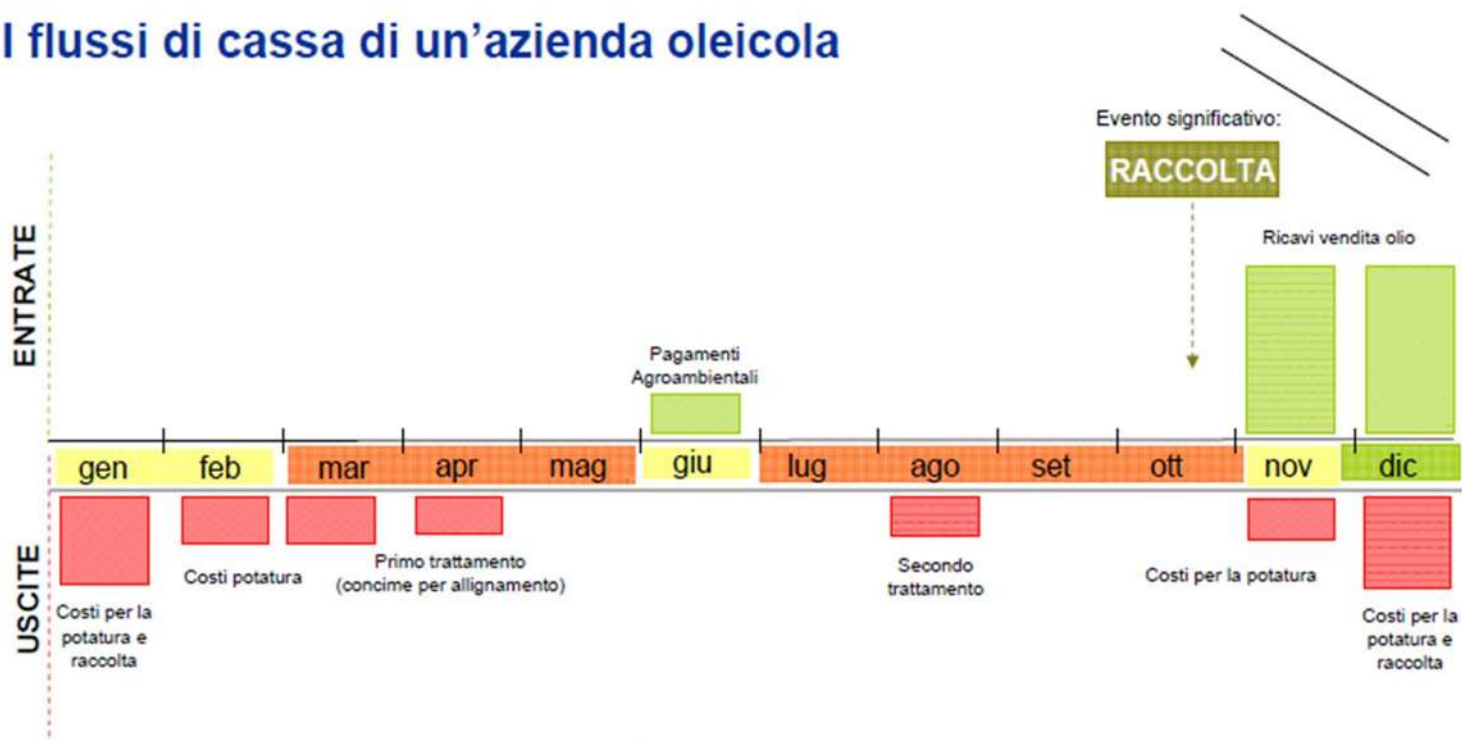 I flussi di cassa di un'azienda oleicola
Evento significativo:
RACCOLTA
Ricavi vendita olio
ENTRATE
Pagamenti
Agroambientali
gen feb mar apr mag giu lug ago set ott nov dic
USCITE
Costi per la
potatura e
raccolta
Costi potatura
Primo trattamento
(concime per allignamento)
Secondo
trattamento
Costi per la potatura
Costi per la
potatura e
raccolta